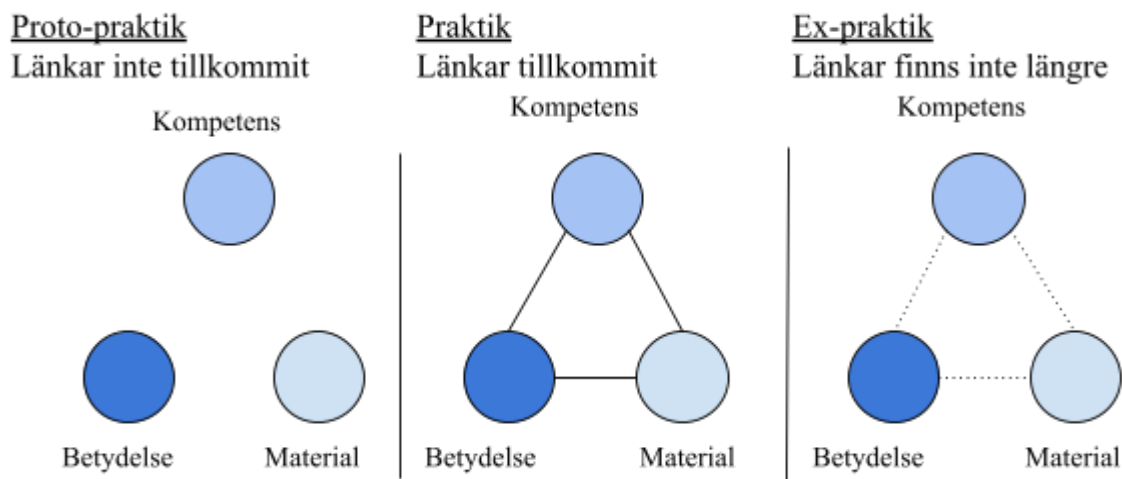 Proto-praktik
Länkar inte tillkommit
Kompetens
Betydelse
Material
Praktik
Länkar tillkommit
Kompetens
Betydelse
Material
Ex-praktik
Länkar finns inte längre
Kompetens
Betydelse
Material